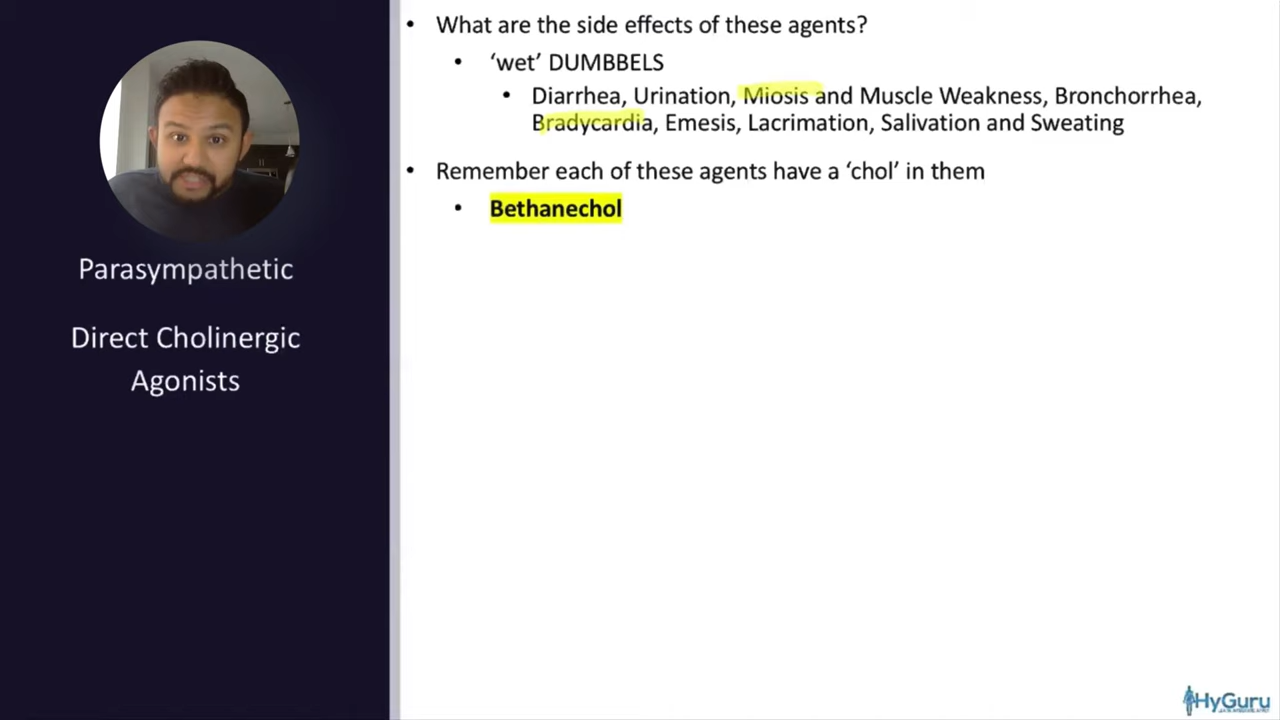 What are the side effects of these agents?
‘wet’ DUMBBELS
Diarrhea, Urination, Miosis and Muscle Weakness, Bronchorrhea,
Bradycardia, Emesis, Lacrimation, Salivation and Sweating
Remember each of these agents have a ‘chol’ in them
Bethanechol
Parasympathetic
Direct Cholinergic
Agonists
HyGuru